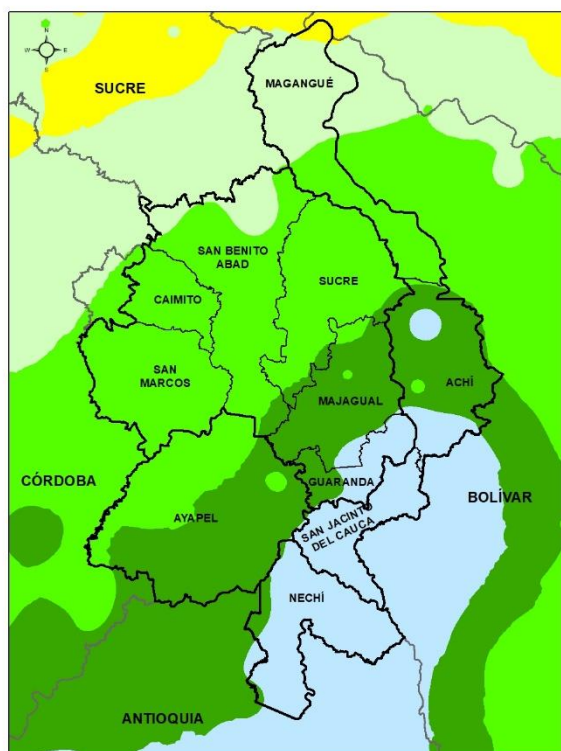 N
W E
S
SUCRE
MAGANGUÉ
SAN BENITO
ABAD
SUCRE
CAIMITO
SAN
MARCOS
MAJAGUAL
ACHÍ
CÓRDOBA
GUARANDA
BOLÍVAR
AYAPEL
SAN JACINTO
DEL CAUCA
NECHÍ
ANTIOQUIA